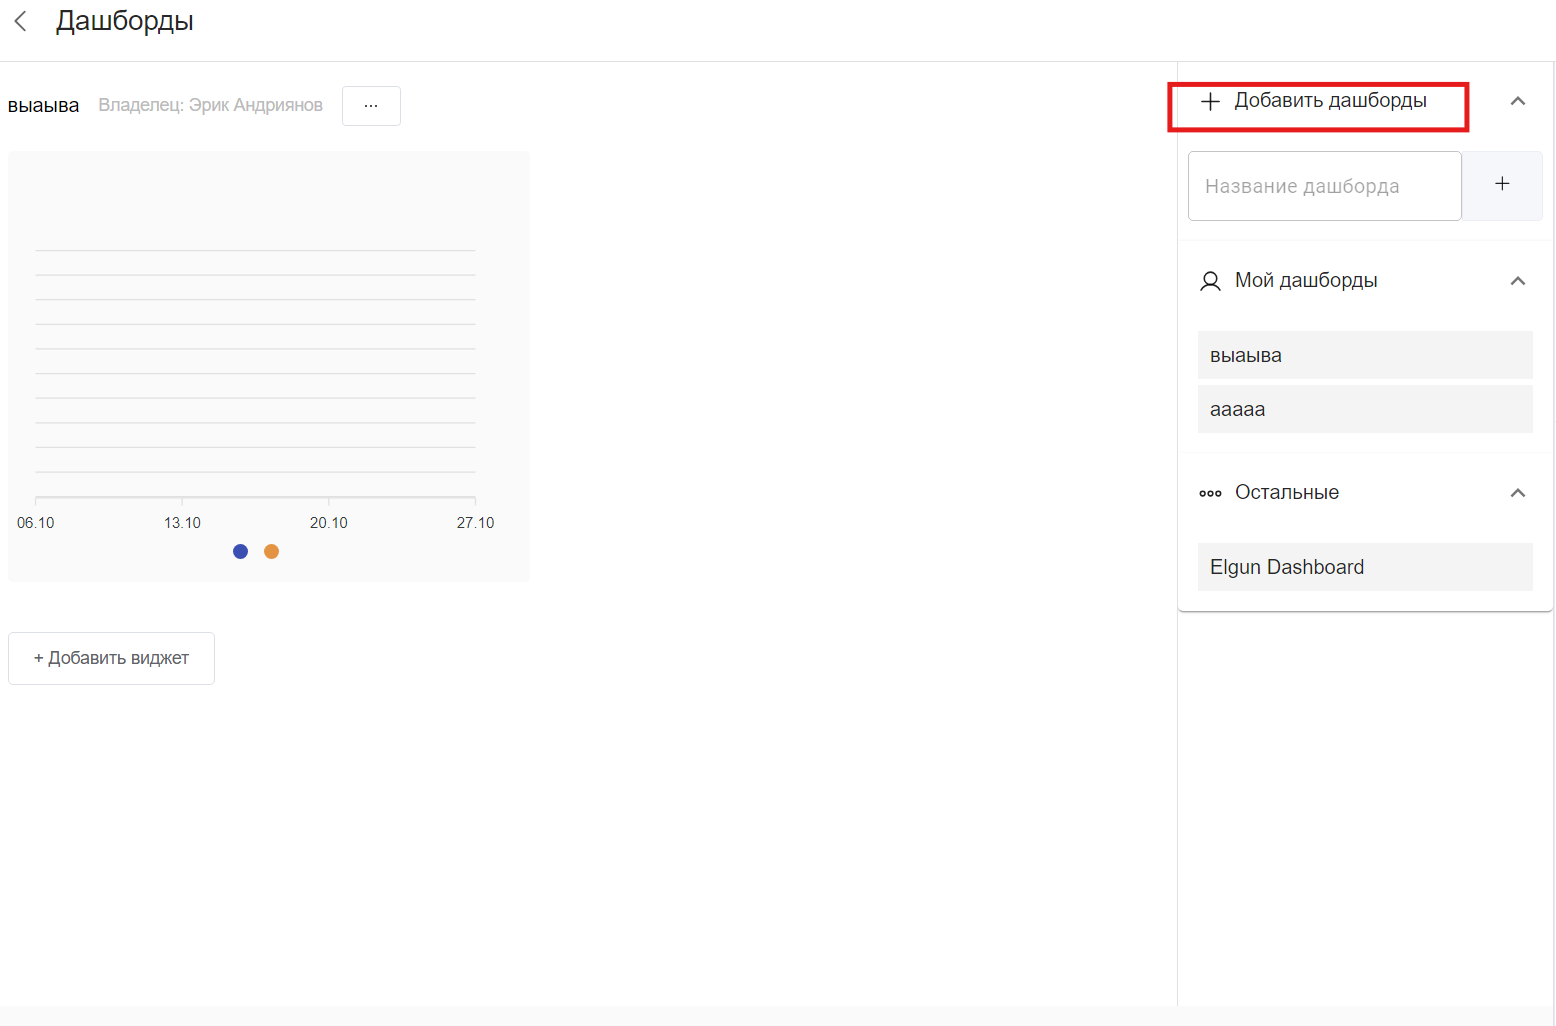 Дашборды
выаыва Владелец: Эрик Андриянов ...
06.10 13.10 20.10 27.10
+ Добавить виджет
+ Добавить дашборды
Название дашборда +
Мой дашборды
выаыва
ааааа
Остальные
Elgun Dashboard